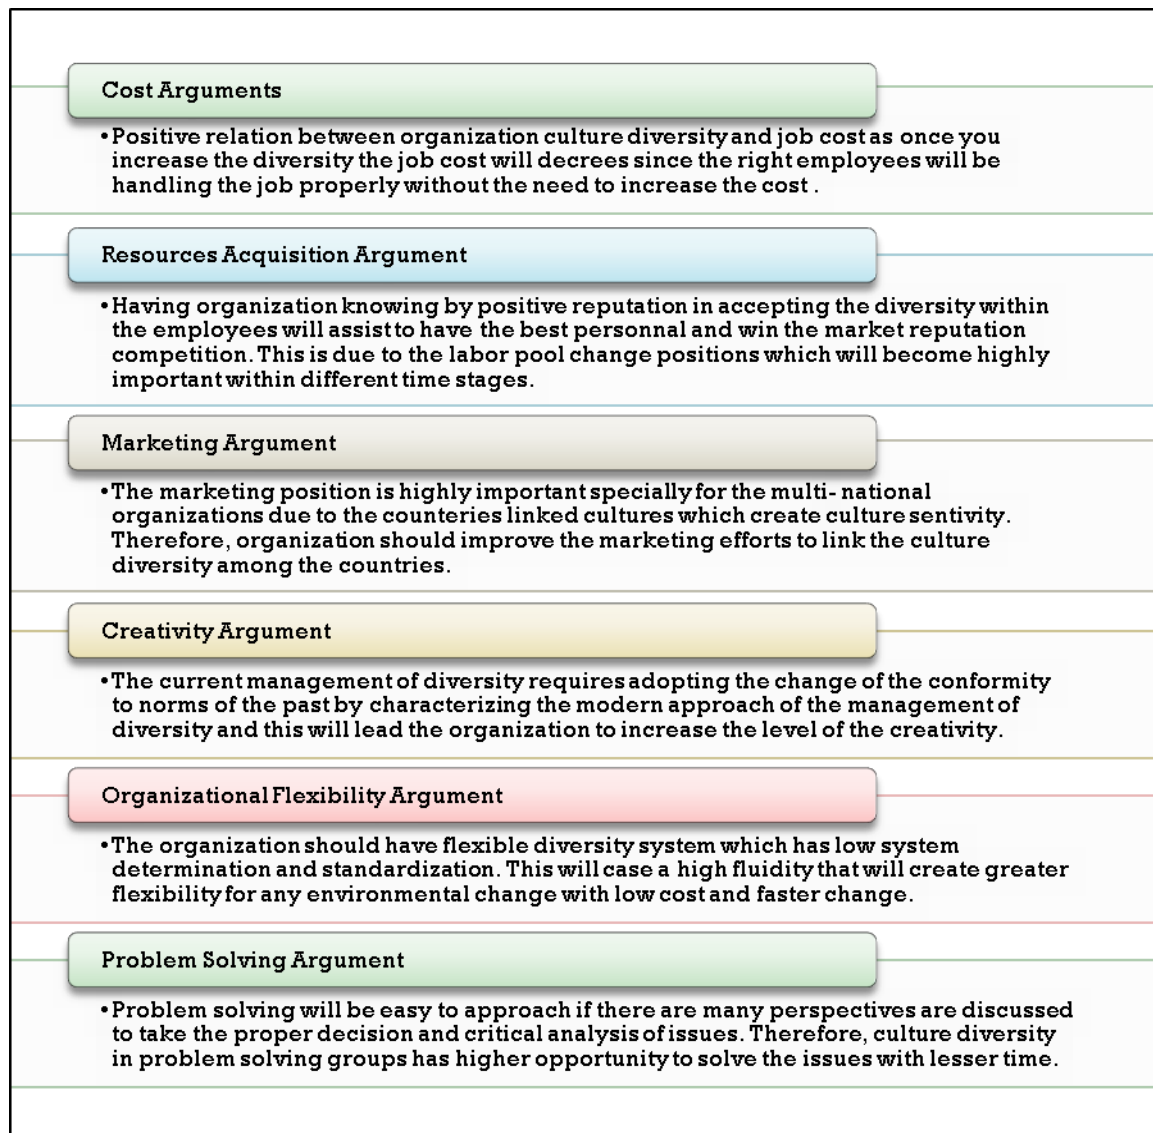 Cost Arguments
•Positive relation between organization culture diversity and job cost as once you
increase the diversity the job cost will decrees since the right employees will be
handling the job properly without the need to increase the cost .
Resources Acquisition Argument
•Having organization knowing by positive reputation in accepting the diversity within
the employees will assist to have the best personnal and win the market reputation
competition. This is due to the labor pool change positions which will become highly
important within different time stages.
Marketing Argument
•The marketing position is highly important specially for the multi- national
organizations due to the counteries linked cultures which create culture sentivity.
Therefore, organization should improve the marketing efforts to link the culture
diversity among the countries.
Creativity Argument
•The current management of diversity requires adopting the change of the conformity
to norms of the past by characterizing the modern approach of the management of
diversity and this will lead the organization to increase the level of the creativity.
Organizational Flexibility Argument
•The organization should have flexible diversity system which has low system
determination and standardization. This will case a high fluidity that will create greater
flexibility for any environmental change with low cost and faster change.
Problem Solving Argument
•Problem solving will be easy to approach if there are many perspectives are discussed
to take the proper decision and critical analysis of issues. Therefore, culture diversity
in problem solving groups has higher opportunity to solve the issues with lesser time.